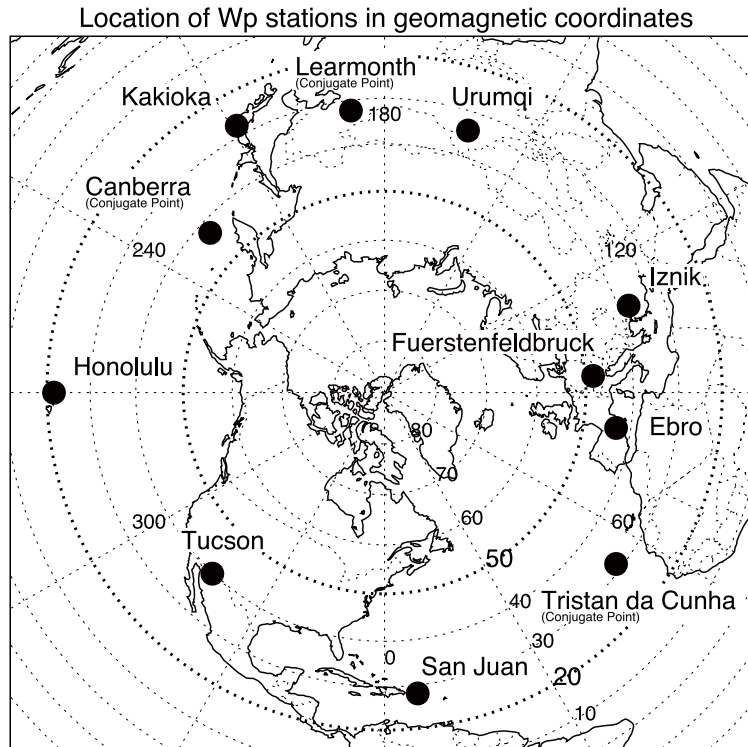 Location of Wp stations in geomagnetic coordinates
Learmonth
(Conjugate Point)
Kakioka
Urumqi
180
Canberra
(Conjugate Point)
240
120
Iznik
Fuerstenfeldbruck
Honolulu
80
Ebro
70
300
60
60
Tucson
50
40
Tristan da Cunha
(Conjugate Point)
30
0
San Juan
20
10